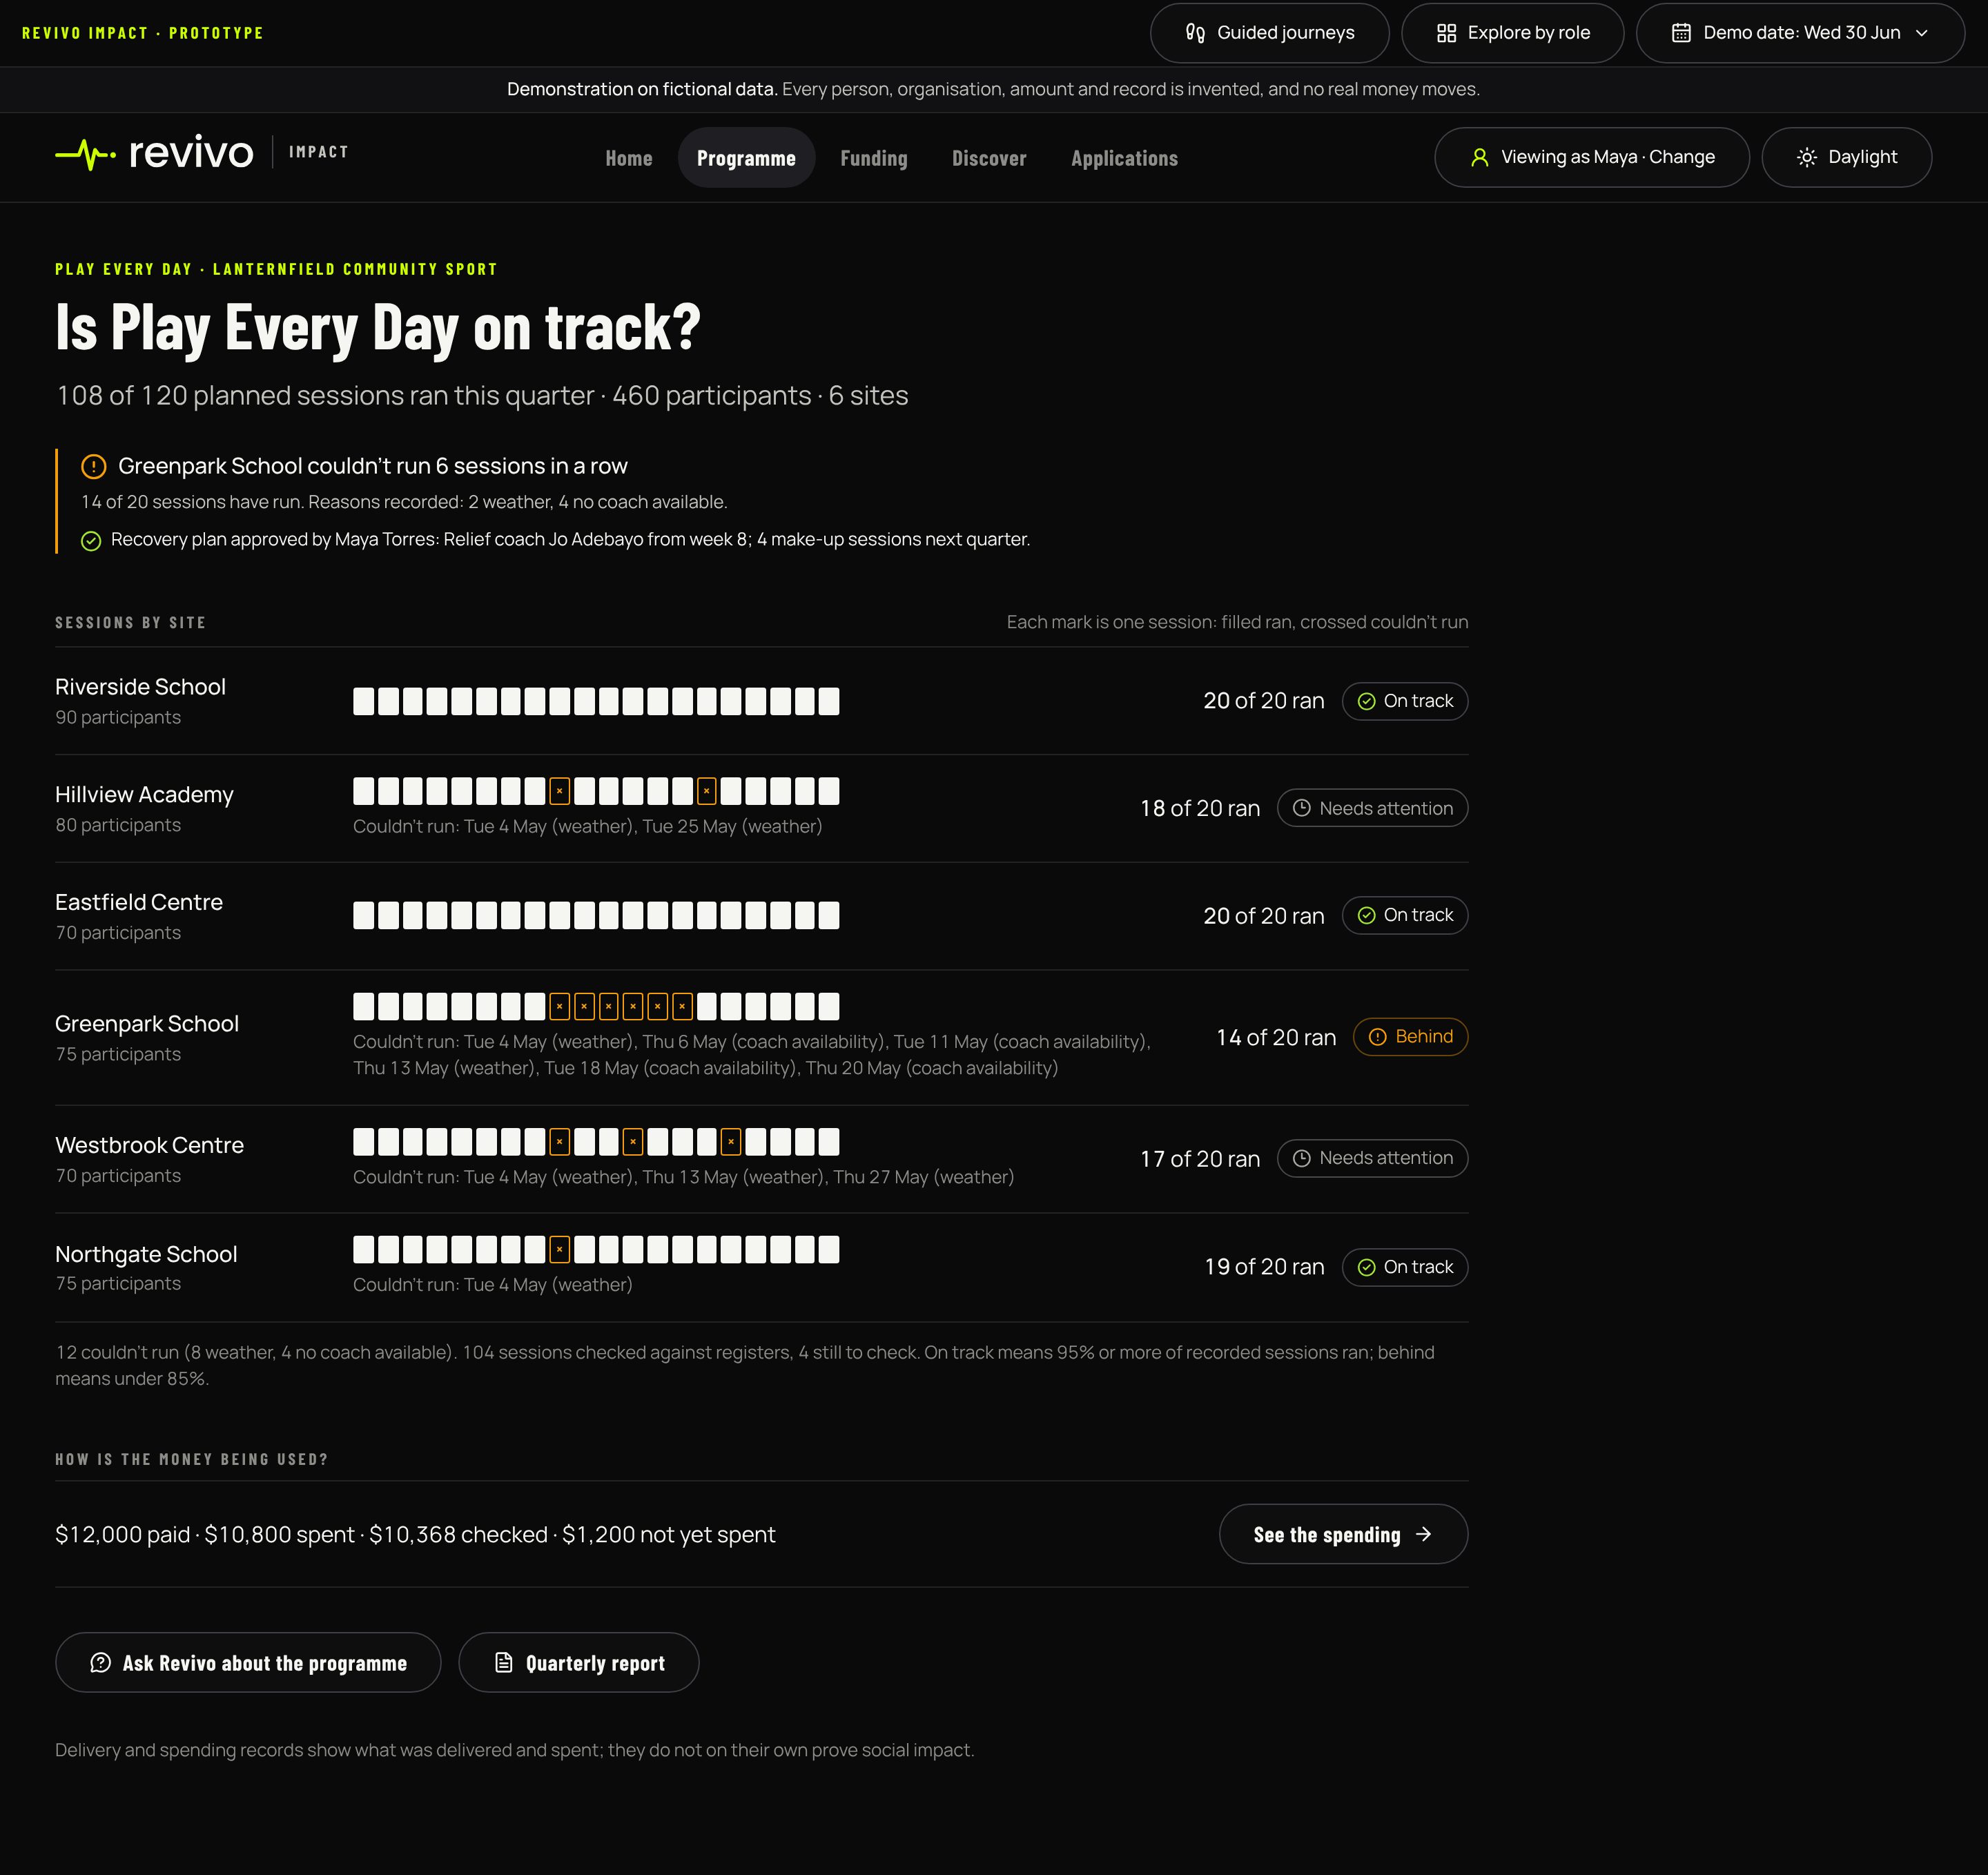 REVIVO IMPACT · PROTOTYPE
Guided journeys
Explore by role
Demo date: Wed 30 Jun
Demonstration on fictional data. Every person, organisation, amount and record is invented, and no real money moves.
revivo
IMPACT
Home
Programme
Funding
Discover
Applications
Viewing as Maya · Change
Daylight
PLAY EVERY DAY · LANTERNFIELD COMMUNITY SPORT
Is Play Every Day on track?
108 of 120 planned sessions ran this quarter · 460 participants · 6 sites
Greenpark School couldn't run 6 sessions in a row
14 of 20 sessions have run. Reasons recorded: 2 weather, 4 no coach available.
Recovery plan approved by Maya Torres: Relief coach Jo Adebayo from week 8; 4 make-up sessions next quarter.
SESSIONS BY SITE
Each mark is one session: filled ran, crossed couldn't run
Riverside School
90 participants
20 of 20 ran
On track
Hillview Academy
80 participants
Couldn't run: Tue 4 May (weather), Tue 25 May (weather)
18 of 20 ran
Needs attention
Eastfield Centre
70 participants
20 of 20 ran
On track
Greenpark School
75 participants
Couldn't run: Tue 4 May (weather), Thu 6 May (coach availability), Tue 11 May (coach availability),
Thu 13 May (weather), Tue 18 May (coach availability), Thu 20 May (coach availability)
14 of 20 ran
Behind
Westbrook Centre
70 participants
Couldn't run: Tue 4 May (weather), Thu 13 May (weather), Thu 27 May (weather)
17 of 20 ran
Needs attention
Northgate School
75 participants
Couldn't run: Tue 4 May (weather)
19 of 20 ran
On track
12 couldn't run (8 weather, 4 no coach available). 104 sessions checked against registers, 4 still to check. On track means 95% or more of recorded sessions ran; behind
means under 85%.
HOW IS THE MONEY BEING USED?
$12,000 paid · $10,800 spent · $10,368 checked · $1,200 not yet spent
See the spending
Ask Revivo about the programme
Quarterly report
Delivery and spending records show what was delivered and spent; they do not on their own prove social impact.